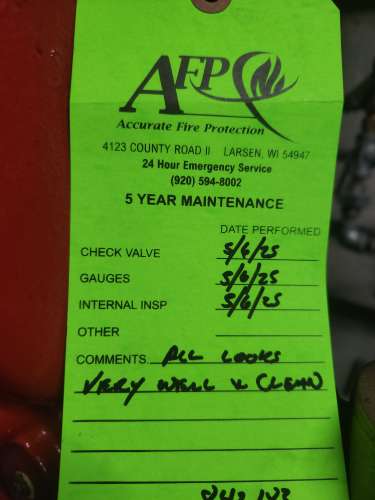 AFP
Accurate Fire Protection
4123 COUNTY ROAD II LARSEN, WI 54947
24 Hour Emergency Service
(920) 594-8002
5 YEAR MAINTENANCE
DATE PERFORMED
CHECK VALVE 5/6/25
GAUGES 5/6/25
INTERNAL INSP 5/6/25
OTHER
COMMENTS ALL LOOKS
VERY WELL & CLEAN